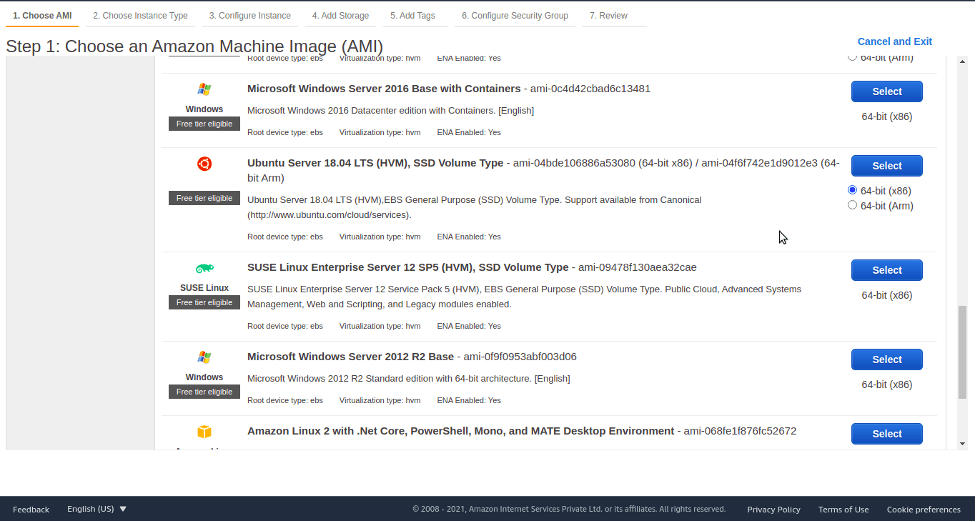 1. Choose AMI 2. Choose Instance Type 3. Configure Instance 4. Add Storage 5. Add Tags 6. Configure Security Group 7. Review
Step 1: Choose an Amazon Machine Image (AMI)
Cancel and Exit
Root device type: ebs Virtualization type: hvm ENA Enabled: Yes
64-bit (Arm)
Windows
Free tier eligible
Microsoft Windows Server 2016 Base with Containers - ami-0c4d42cbad6c13481
Microsoft Windows 2016 Datacenter edition with Containers. [English]
Root device type: ebs Virtualization type: hvm ENA Enabled: Yes
Select
64-bit (x86)
Free tier eligible
Ubuntu Server 18.04 LTS (HVM), SSD Volume Type - ami-04bde106886a53080 (64-bit x86) / ami-04f6f742e1d9012e3 (64-
bit Arm)
Ubuntu Server 18.04 LTS (HVM),EBS General Purpose (SSD) Volume Type. Support available from Canonical
(http://www.ubuntu.com/cloud/services).
Root device type: ebs Virtualization type: hvm ENA Enabled: Yes
Select
64-bit (x86)
64-bit (Arm)
SUSE Linux
Free tier eligible
SUSE Linux Enterprise Server 12 SP5 (HVM), SSD Volume Type - ami-09478f130aea32cae
SUSE Linux Enterprise Server 12 Service Pack 5 (HVM), EBS General Purpose (SSD) Volume Type. Public Cloud, Advanced Systems
Management, Web and Scripting, and Legacy modules enabled.
Root device type: ebs Virtualization type: hvm ENA Enabled: Yes
Select
64-bit (x86)
Windows
Free tier eligible
Microsoft Windows Server 2012 R2 Base - ami-0f9f0953abf003d06
Microsoft Windows 2012 R2 Standard edition with 64-bit architecture. [English]
Root device type: ebs Virtualization type: hvm ENA Enabled: Yes
Select
64-bit (x86)
Amazon Linux 2 with .Net Core, PowerShell, Mono, and MATE Desktop Environment - ami-068fe1f876fc52672
Select
Feedback English (US) © 2008 - 2021, Amazon Internet Services Private Ltd. or its affiliates. All rights reserved. Privacy Policy Terms of Use Cookie preferences